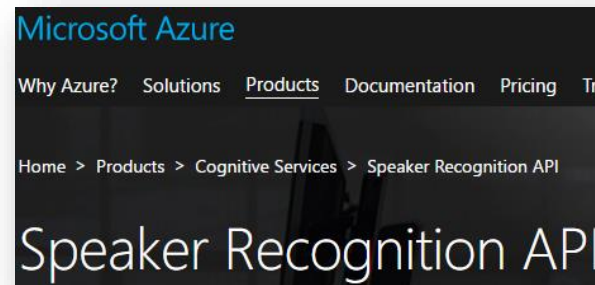 Microsoft Azure
Why Azure? Solutions Products Documentation Pricing
Home > Products > Cognitive Services > Speaker Recognition API
Speaker Recognition API